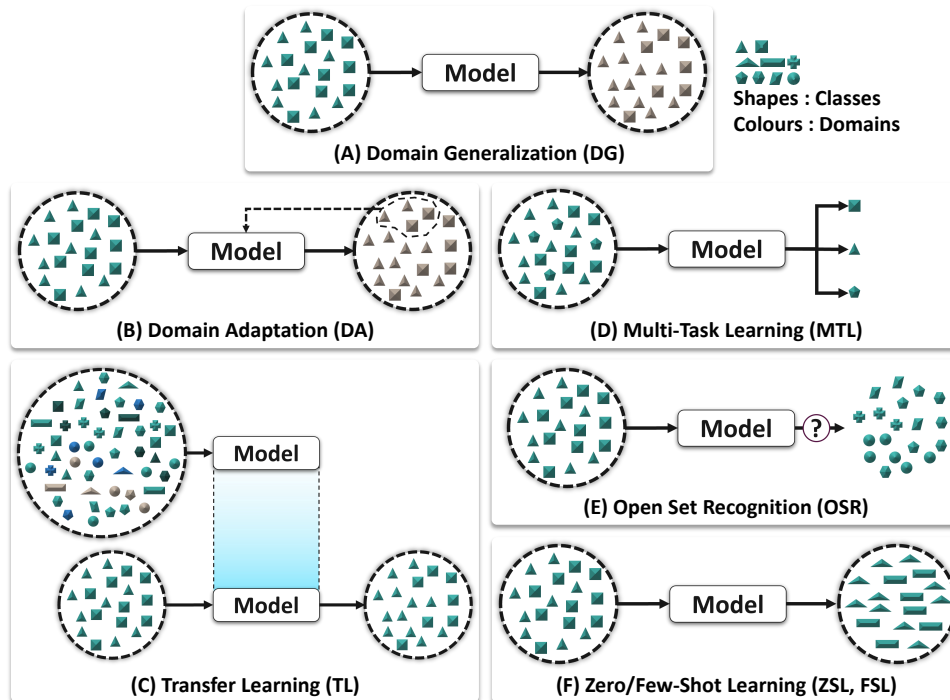 Model
Shapes : Classes
Colours : Domains
(A) Domain Generalization (DG)
Model
(B) Domain Adaptation (DA)
Model
(D) Multi-Task Learning (MTL)
Model
Model
(C) Transfer Learning (TL)
Model
?
(E) Open Set Recognition (OSR)
Model
(F) Zero/Few-Shot Learning (ZSL, FSL)